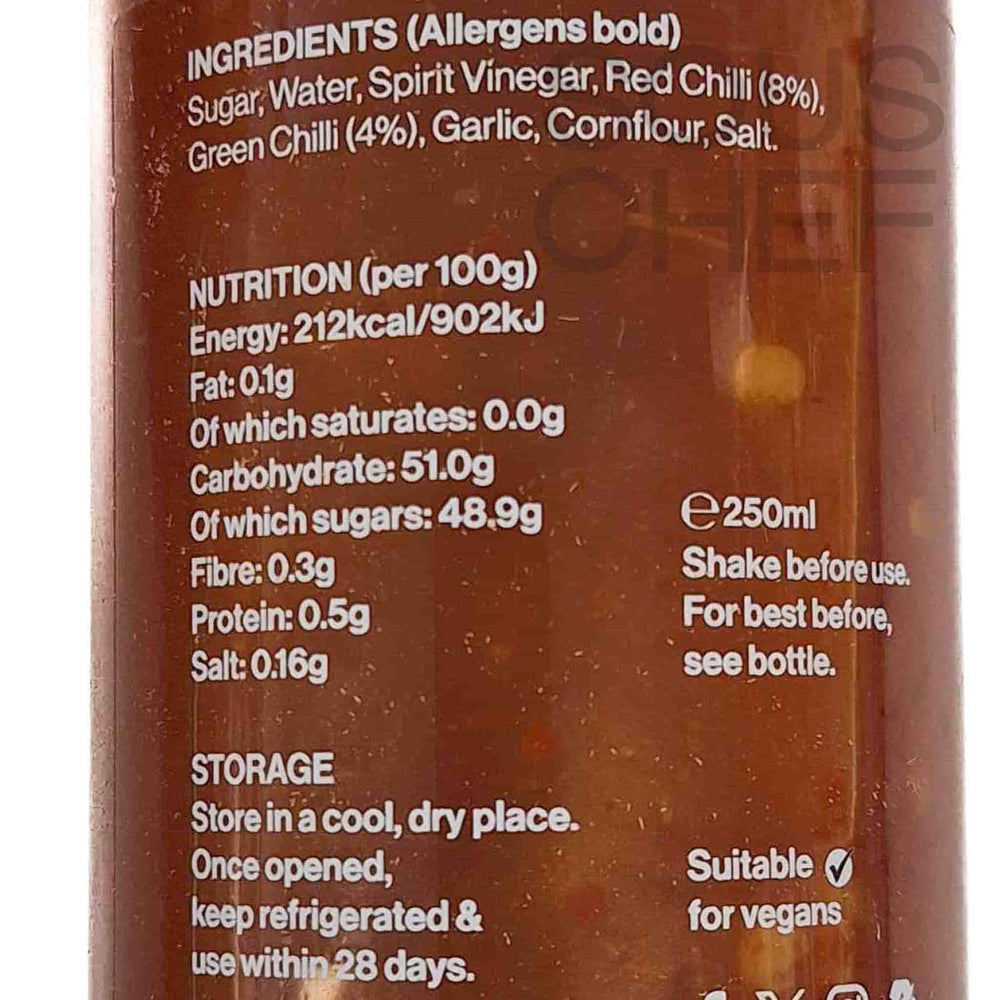 INGREDIENTS (Allergens bold)
Sugar, Water, Spirit Vinegar, Red Chilli (8%),
Green Chilli (4%), Garlic, Cornflour, Salt.
NUTRITION (per 100g)
Energy: 212kcal/902kJ
Fat: 0.1g
Of which saturates: 0.0g
Carbohydrate: 51.0g
Of which sugars: 48.9g
Fibre: 0.3g
Protein: 0.5g
Salt: 0.16g
℮250ml
Shake before use.
For best before,
see bottle.
STORAGE
Store in a cool, dry place.
Once opened,
keep refrigerated &
use within 28 days.
Suitable
for vegans
CHEF